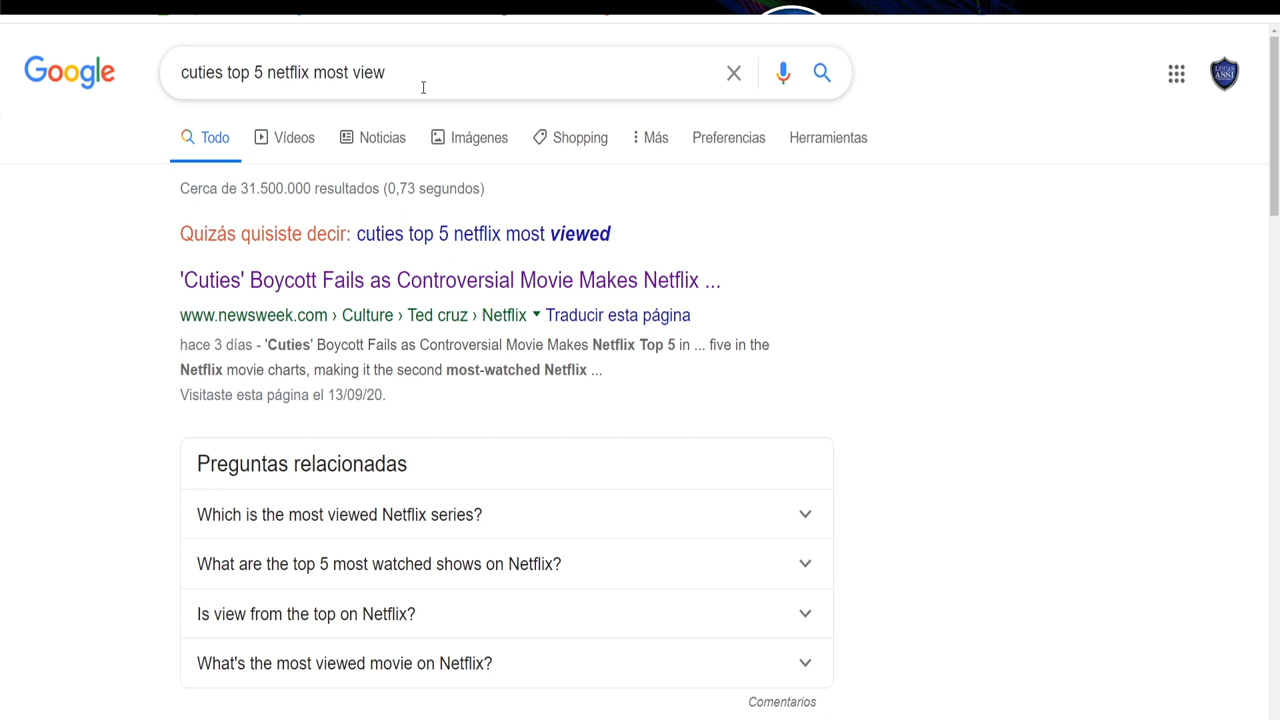 Google
cuties top 5 netflix most view
Todo Vídeos Noticias Imágenes Shopping Más Preferencias Herramientas
Cerca de 31.500.000 resultados (0,73 segundos)
Quizás quisiste decir: cuties top 5 netflix most viewed
'Cuties' Boycott Fails as Controversial Movie Makes Netflix ...
www.newsweek.com › Culture › Ted cruz › Netflix Traducir esta página
hace 3 días - 'Cuties' Boycott Fails as Controversial Movie Makes Netflix Top 5 in ... five in the
Netflix movie charts, making it the second most-watched Netflix ...
Visitaste esta página el 13/09/20.
Preguntas relacionadas
Which is the most viewed Netflix series?
What are the top 5 most watched shows on Netflix?
Is view from the top on Netflix?
What's the most viewed movie on Netflix?
Comentarios